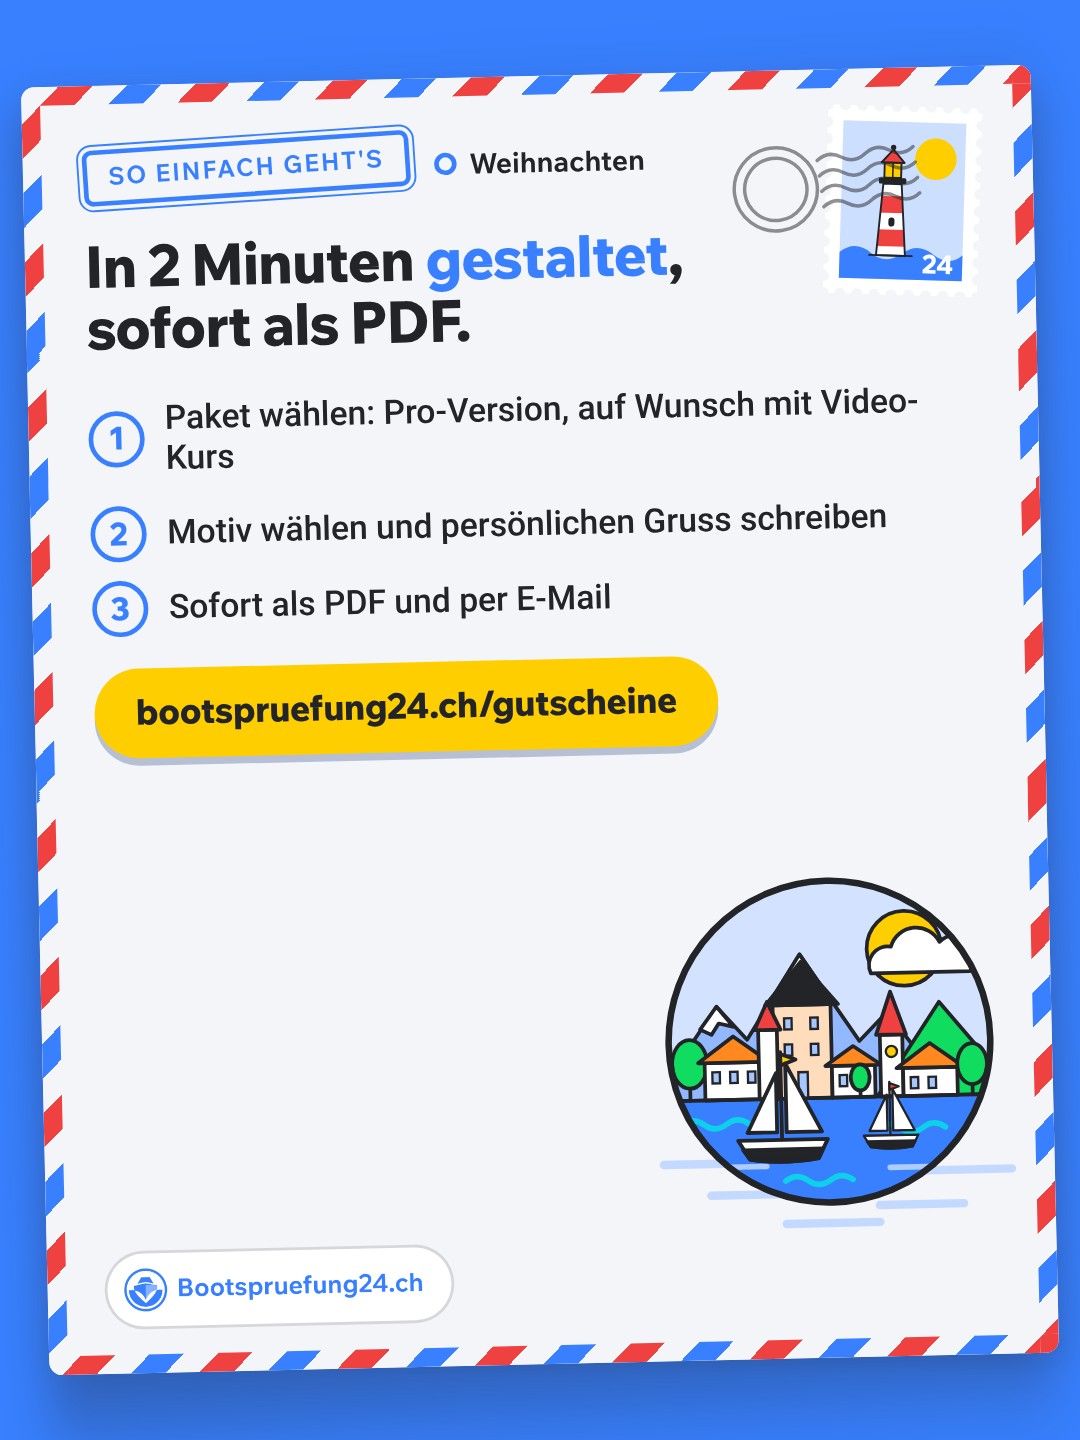 SO EINFACH GEHT'S
Weihnachten
24
In 2 Minuten gestaltet,
sofort als PDF.
1 Paket wählen: Pro-Version, auf Wunsch mit Video-
Kurs
2 Motiv wählen und persönlichen Gruss schreiben
3 Sofort als PDF und per E-Mail
bootspruefung24.ch/gutscheine
Bootspruefung24.ch